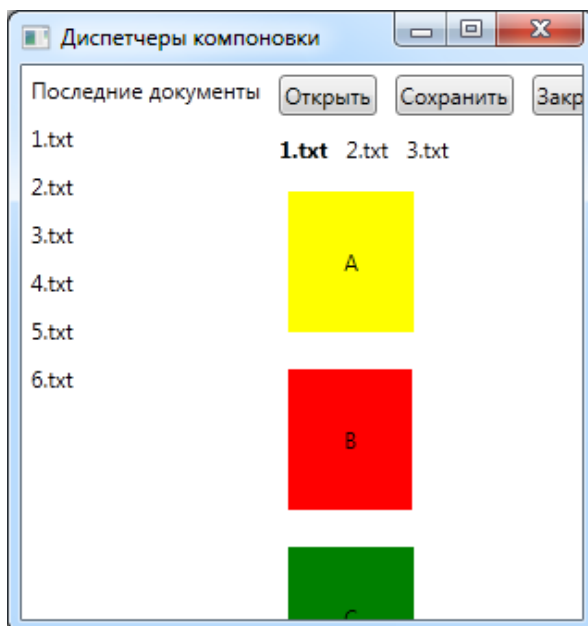 Диспетчеры компоновки
Последние документы
1.txt
2.txt
3.txt
4.txt
5.txt
6.txt
Открыть Сохранить Закр
1.txt 2.txt 3.txt
A
B
C